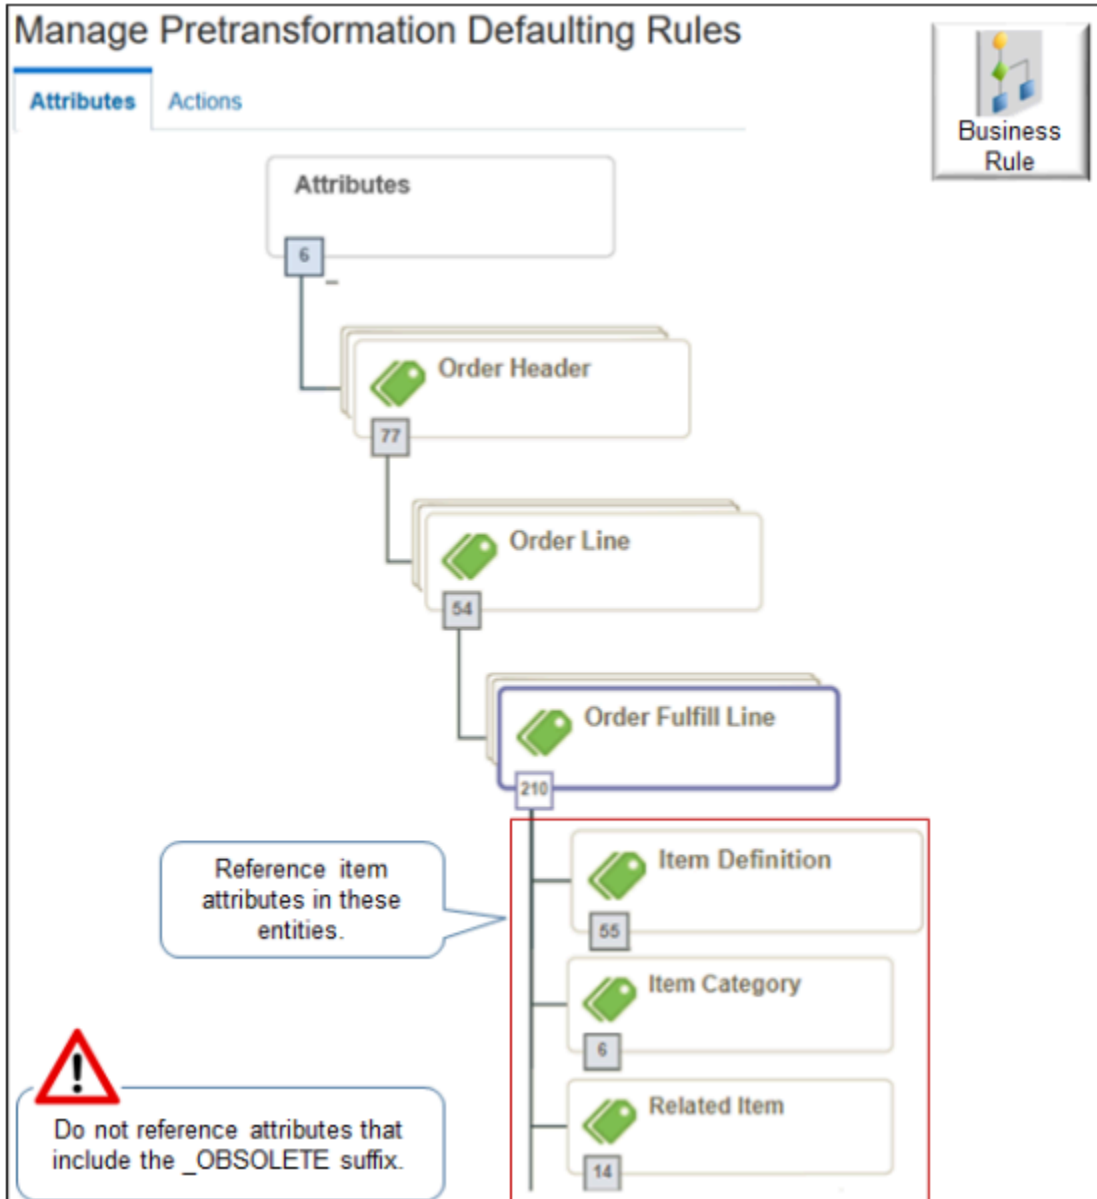 Manage Pretransformation Defaulting Rules
Attributes
Actions
Business
Rule
Attributes
6
Order Header
77
Order Line
54
Order Fulfill Line
210
Reference item
attributes in these
entities.
Item Definition
55
Item Category
6
Related Item
14
!
Do not reference attributes that
include the _OBSOLETE suffix.